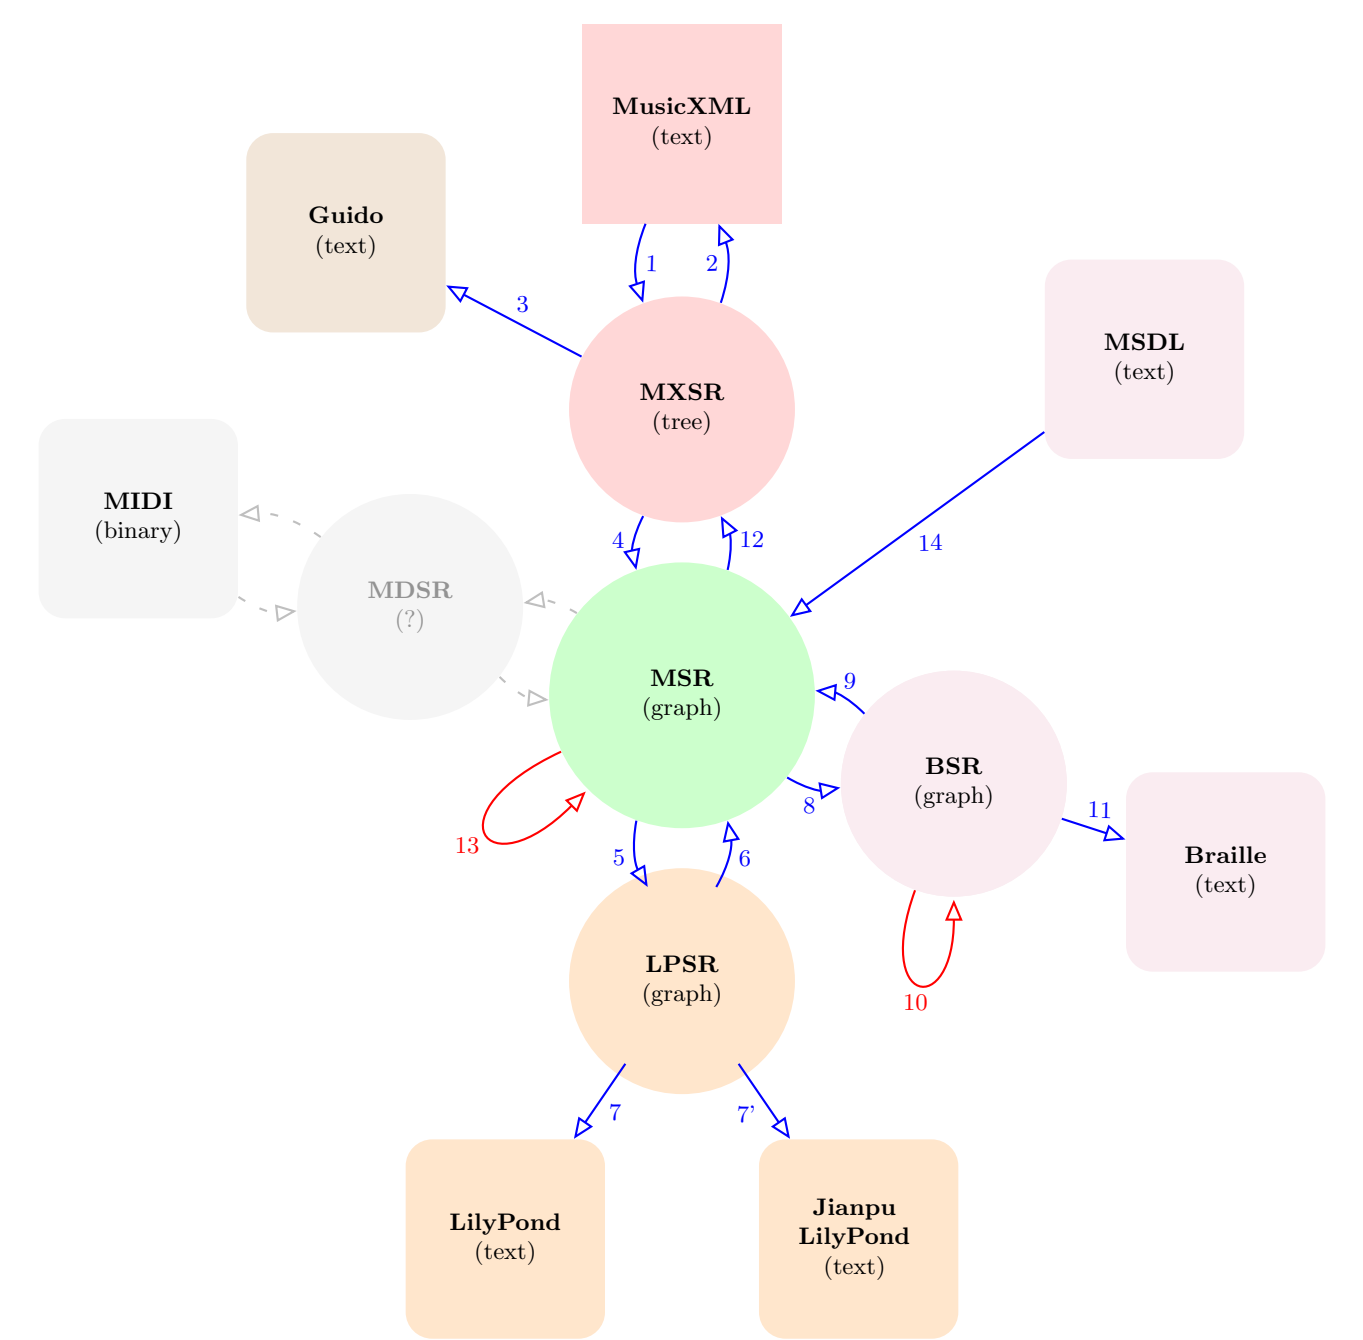 MusicXML
(text)
Guido
(text)
1
2
3
MSDL
(text)
MXSR
(tree)
MIDI
(binary)
4
12
14
MDSR
(?)
MSR
(graph)
9
BSR
(graph)
8
11
13
5
6
Braille
(text)
LPSR
(graph)
10
7
7'
LilyPond
(text)
Jianpu
LilyPond
(text)